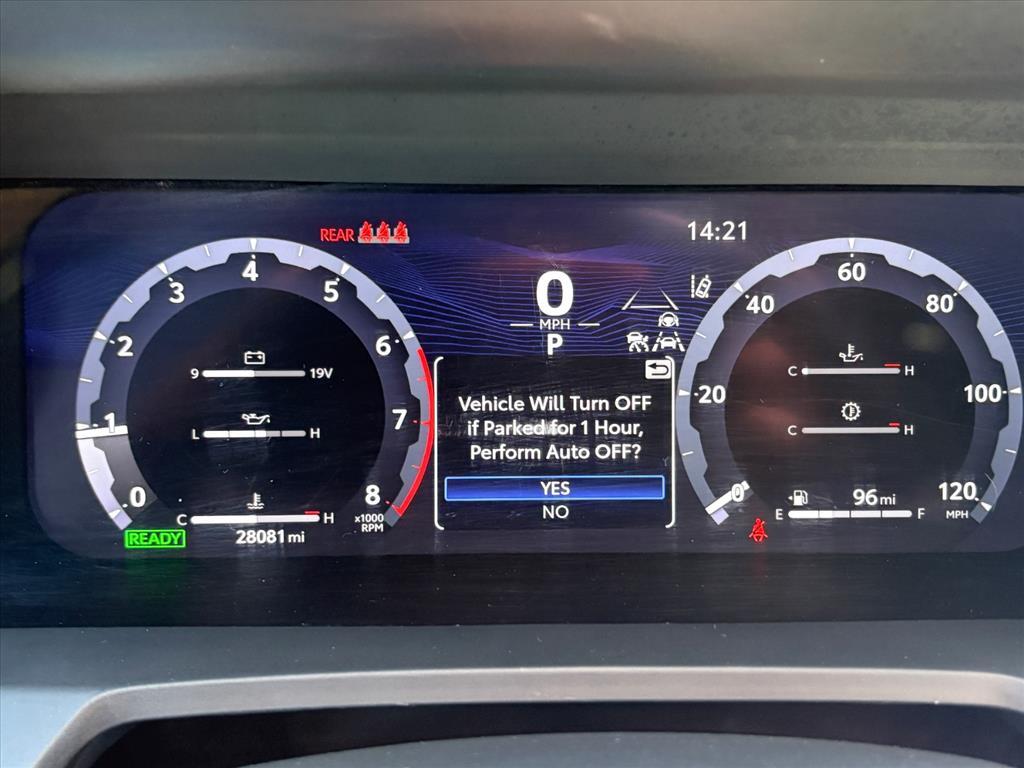 REAR
14:21
0
MPH
P
0
1
2
3
4
5
6
7
8
x1000
RPM
9 19V
L H
C H
READY
28081 mi
Vehicle Will Turn OFF
if Parked for 1 Hour,
Perform Auto OFF?
YES
NO
0
20
40
60
80
100
120
MPH
C H
C H
96 mi
E F